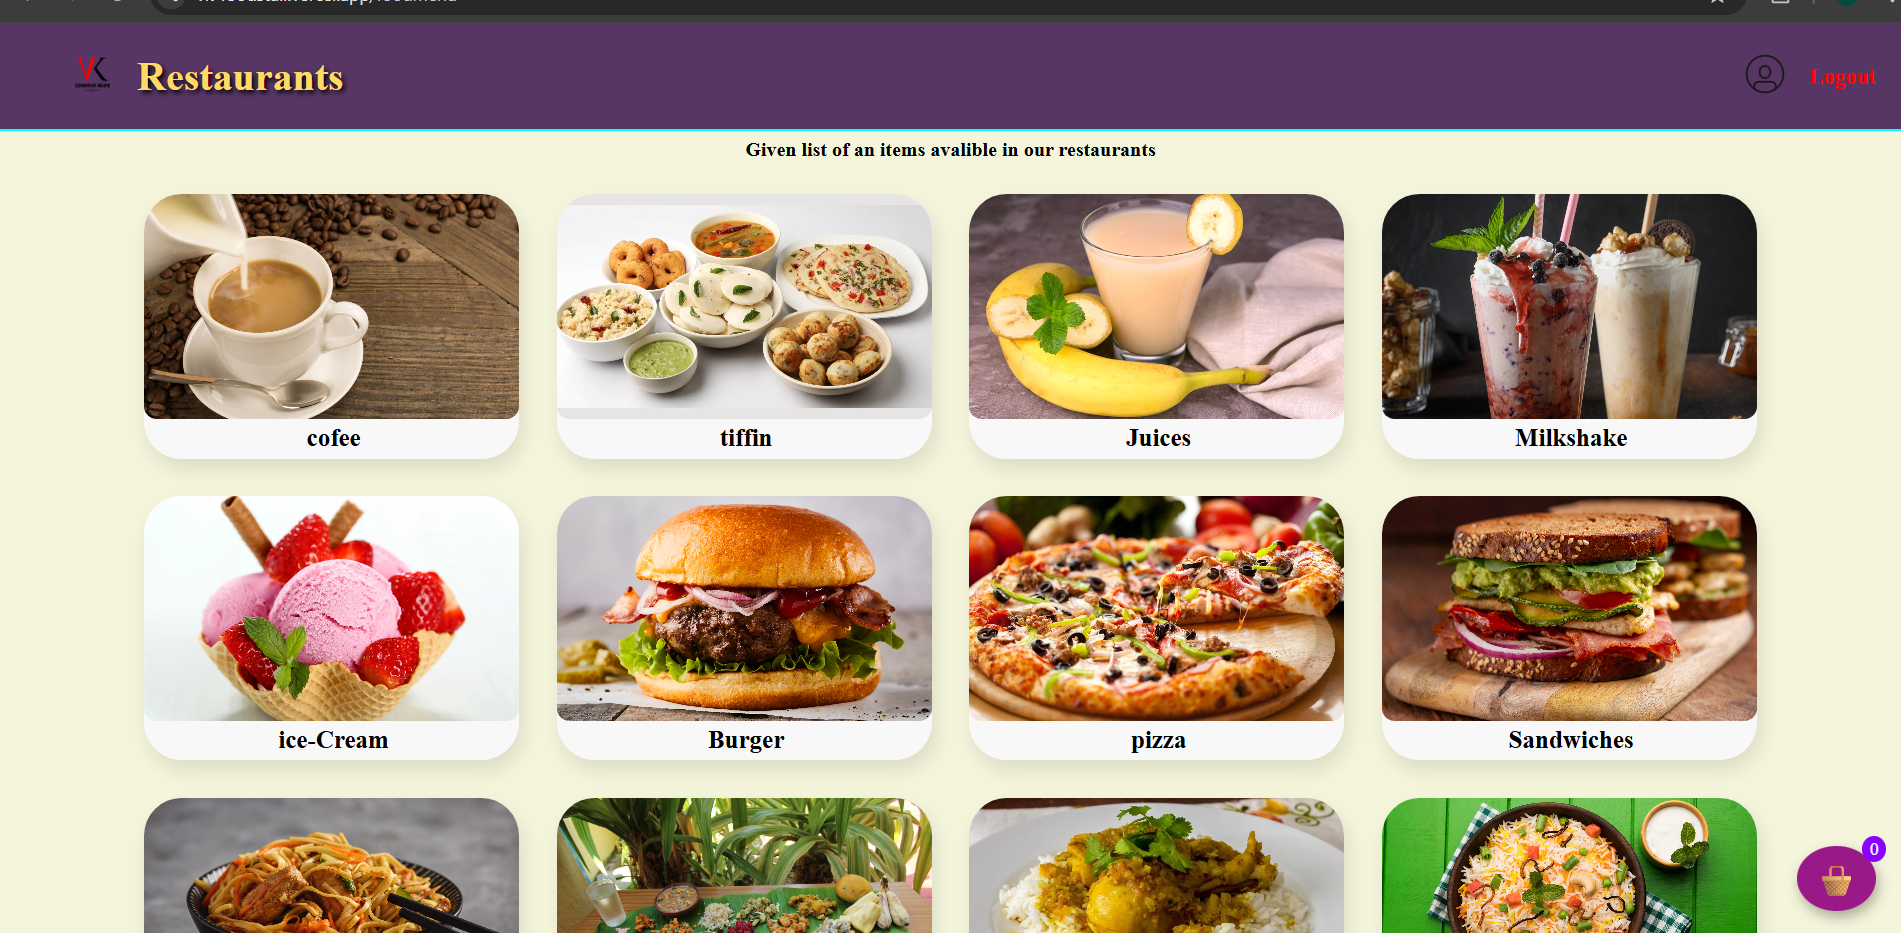 Restaurants
Logout
Given list of an items avalible in our restaurants
cofee
tiffin
Juices
Milkshake
ice-Cream
Burger
pizza
Sandwiches
0